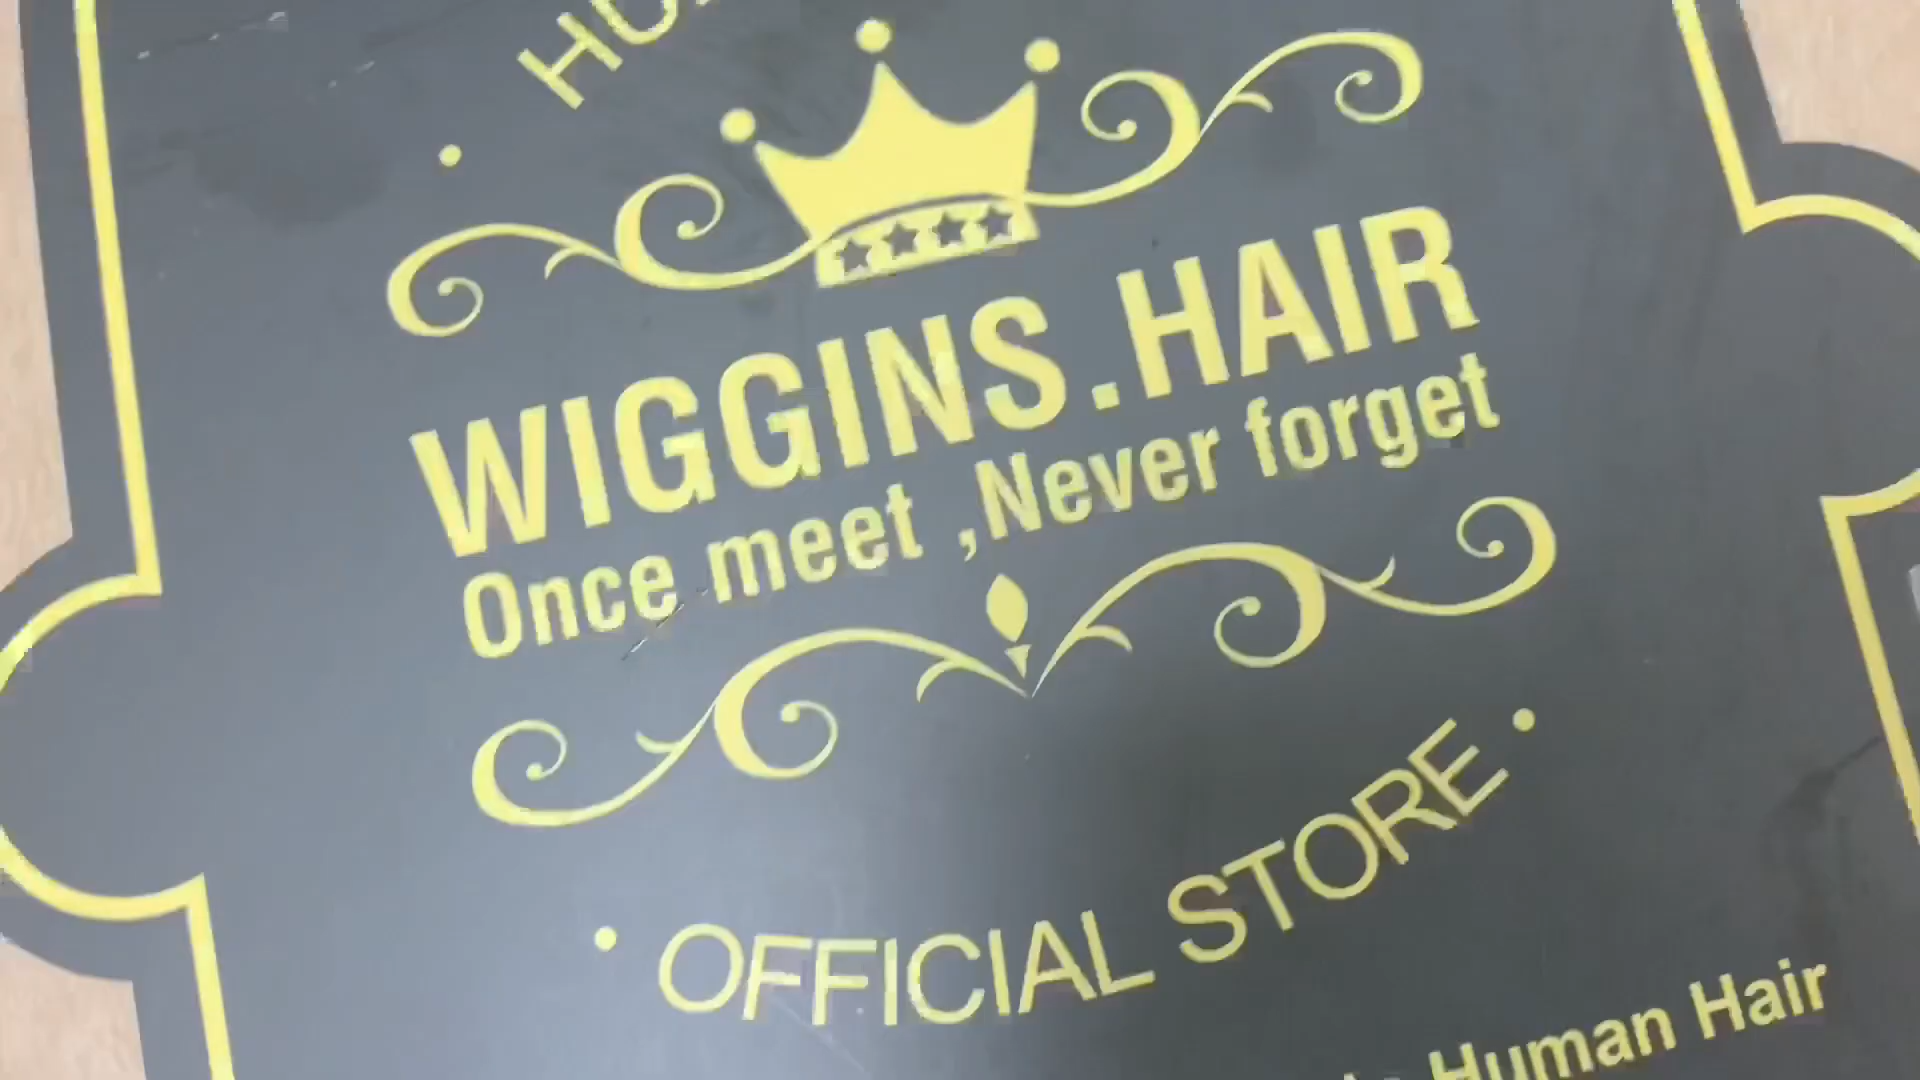 WIGGINS.HAIR
Once meet ,Never forget
• OFFICIAL STORE •
Human Hair